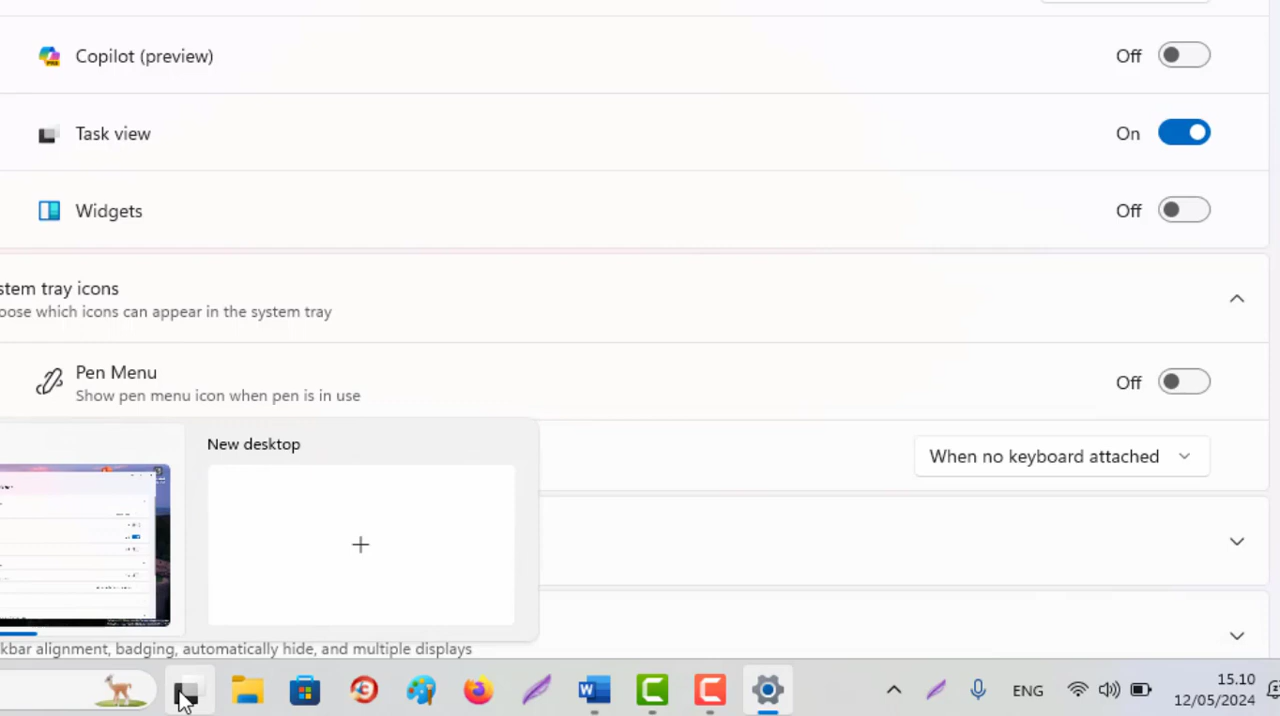 Copilot (preview)
Off
Task view
On
Widgets
Off
stem tray icons
oose which icons can appear in the system tray
Pen Menu
Show pen menu icon when pen is in use
Off
New desktop
When no keyboard attached
kbar alignment, badging, automatically hide, and multiple displays
ENG
15.10
12/05/2024